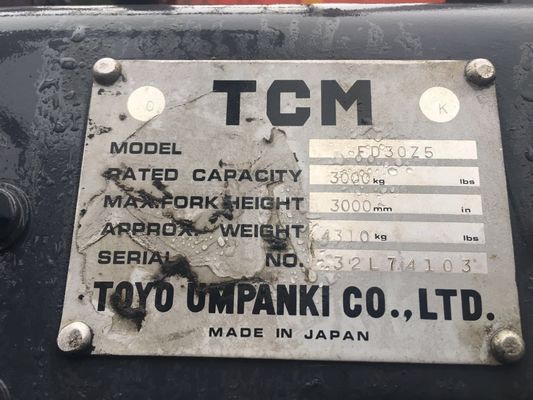 O TCM K
MODEL FD30Z5
RATED CAPACITY 3000 kg lbs
MAX.FORK HEIGHT 3000 mm in
APPROX. WEIGHT 4310 kg lbs
SERIAL NO. 232L74103
TOYO UMPANKI CO., LTD.
MADE IN JAPAN